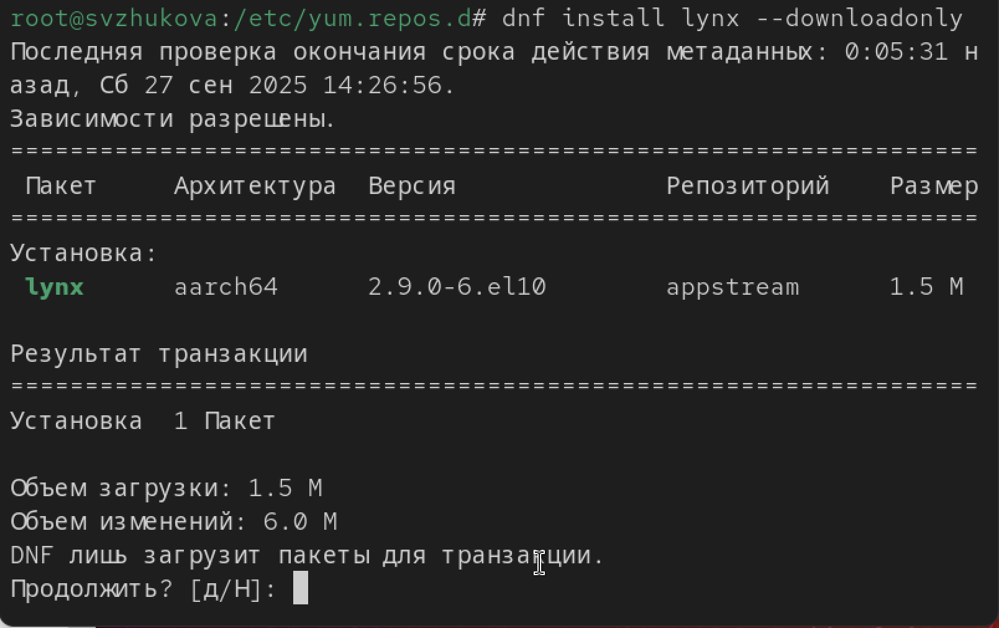 root@svzhukova:/etc/yum.repos.d# dnf install lynx --downloadonly
Последняя проверка окончания срока действия метаданных: 0:05:31 н
азад, Сб 27 сен 2025 14:26:56.
Зависимости разрешены.
=================================================================
Пакет Архитектура Версия Репозиторий Размер
=================================================================
Установка:
lynx aarch64 2.9.0-6.el10 appstream 1.5 M
Результат транзакции
=================================================================
Установка 1 Пакет
Объем загрузки: 1.5 M
Объем изменений: 6.0 M
DNF лишь загрузит пакеты для транзакции.
Продолжить? [д/Н]: